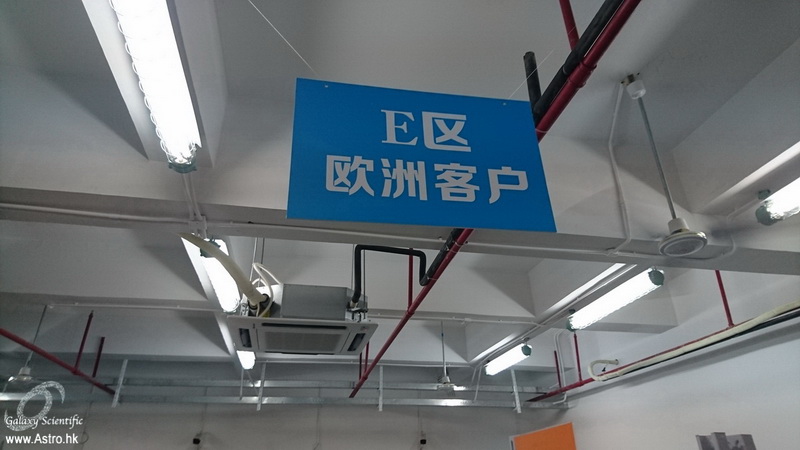 E区
欧洲客户
Galaxy Scientific
www.Astro.hk